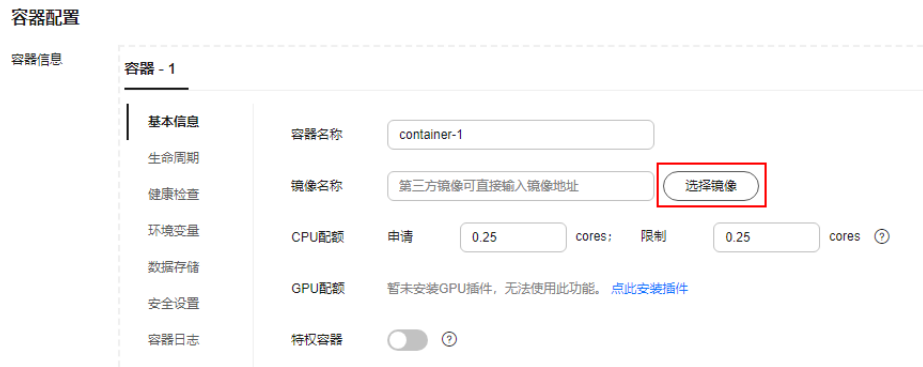 容器配置
容器信息
容器 - 1
基本信息
生命周期
健康检查
环境变量
数据存储
安全设置
容器日志
容器名称 container-1
镜像名称 第三方镜像可直接输入镜像地址 选择镜像
CPU配额 申请 0.25 cores; 限制 0.25 cores ?
GPU配额 暂未安装GPU插件，无法使用此功能。 点此安装插件
特权容器 ?